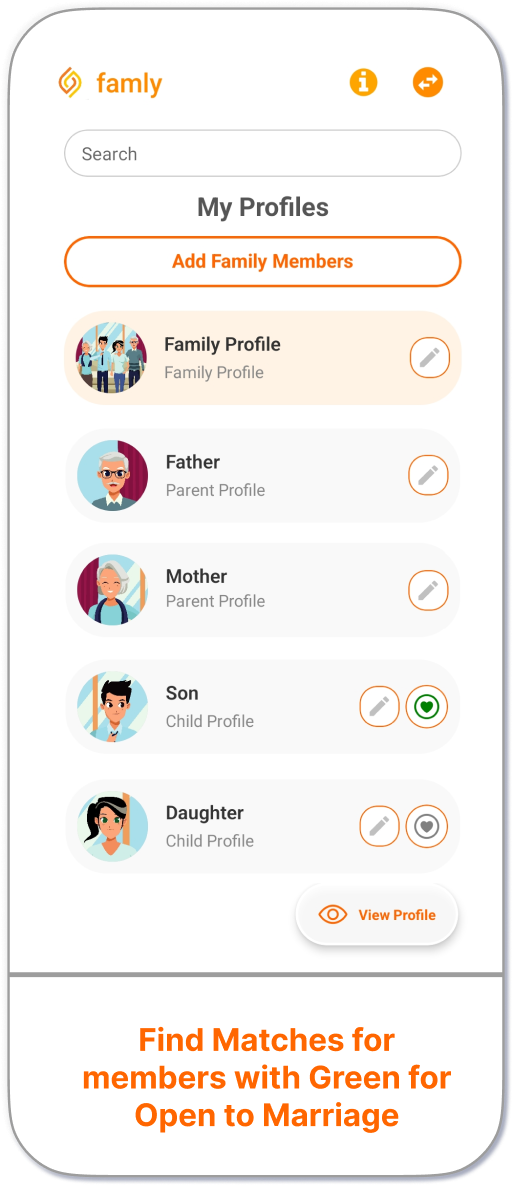 famly
Search
My Profiles
Add Family Members
Family Profile
Family Profile
Father
Parent Profile
Mother
Parent Profile
Son
Child Profile
Daughter
Child Profile
View Profile
Find Matches for
members with Green for
Open to Marriage